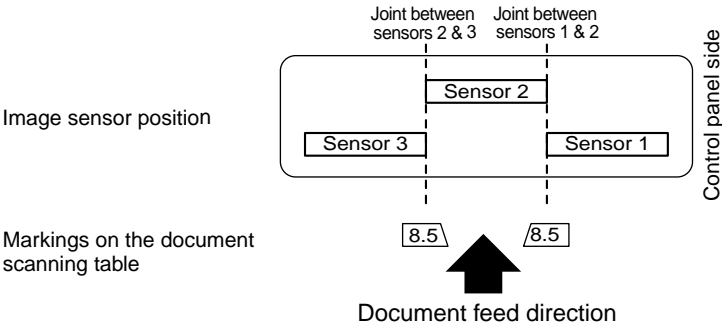 Joint between
sensors 2 & 3
Joint between
sensors 1 & 2
Control panel side
Sensor 2
Image sensor position
Sensor 3
Sensor 1
8.5
8.5
Markings on the document
scanning table
Document feed direction